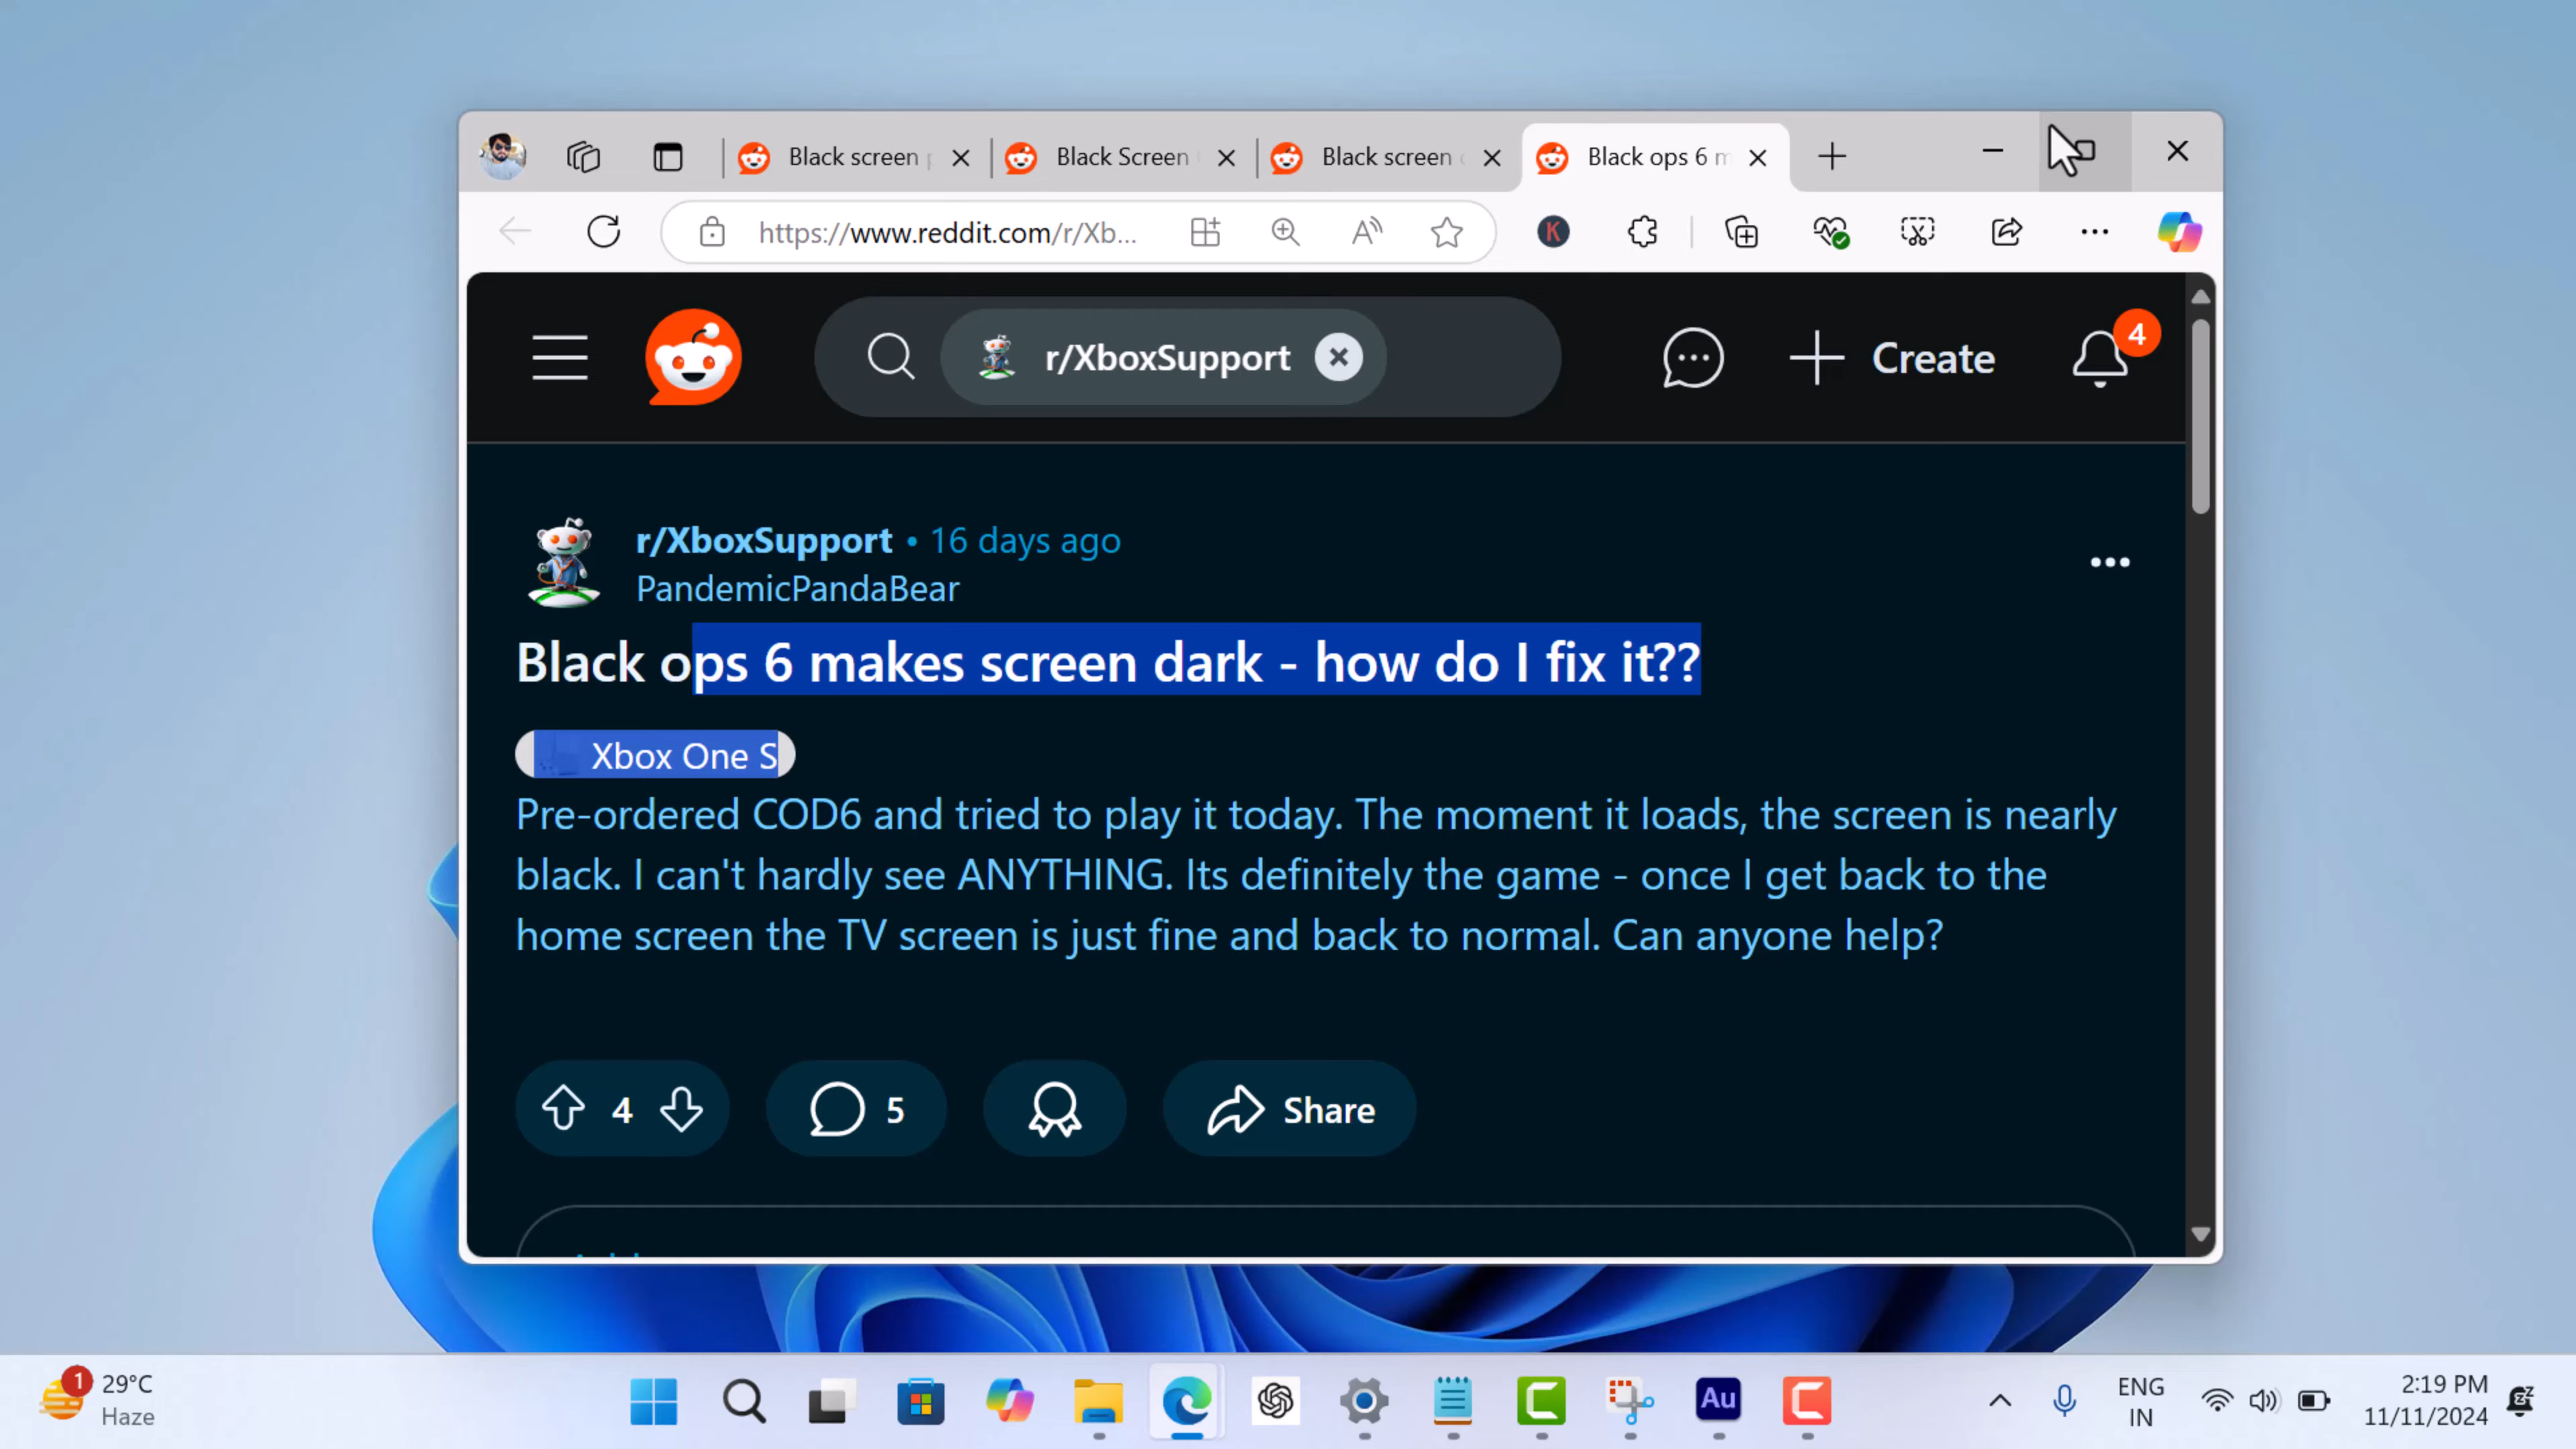 Black screen
Black Screen
Black screen
Black ops 6
https://www.reddit.com/r/Xb...
K
r/XboxSupport
Create
4
r/XboxSupport • 16 days ago
PandemicPandaBear
Black ops 6 makes screen dark - how do I fix it??
Xbox One S
Pre-ordered COD6 and tried to play it today. The moment it loads, the screen is nearly
black. I can't hardly see ANYTHING. Its definitely the game - once I get back to the
home screen the TV screen is just fine and back to normal. Can anyone help?
4
5
Share
1
29°C
Haze
Au
ENG
IN
2:19 PM
11/11/2024